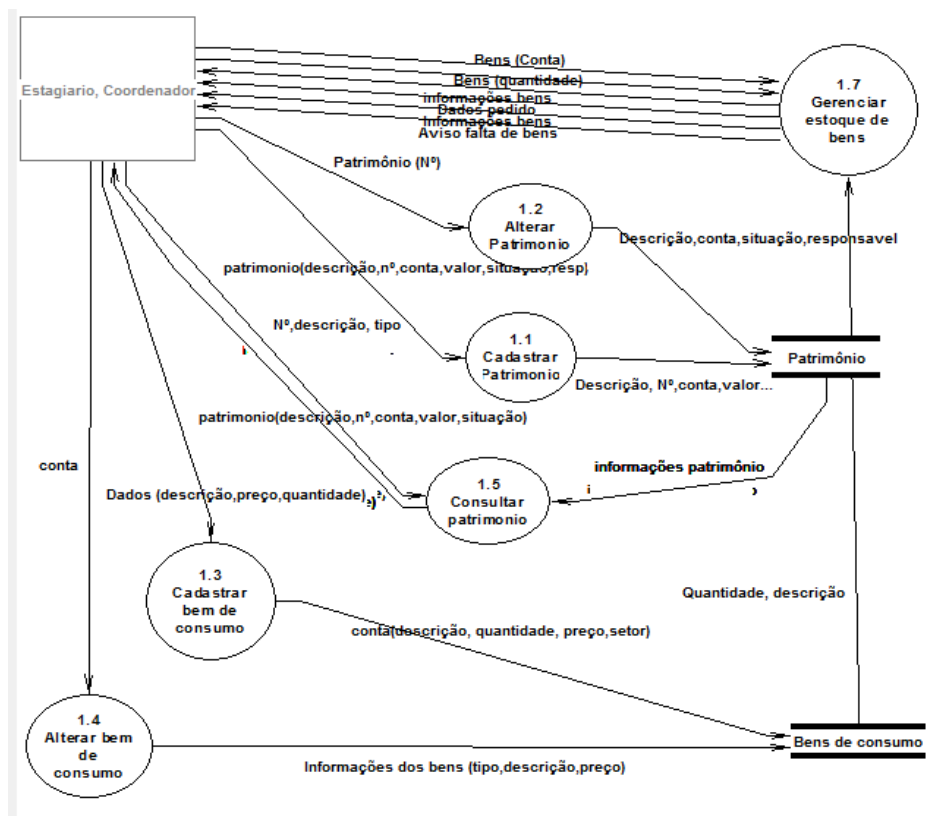 Bens (Conta)
Bens (quantidade)
informações bens
Dados pedido
Informações bens
Aviso falta de bens
Estagiario, Coordenador
1.7
Gerenciar
estoque de
bens
Patrimônio (Nº)
1.2
Alterar
Patrimonio
Descrição,conta,situação,responsavel
patrimonio(descrição,nº,conta,valor,situação,resp)
Nº,descrição, tipo
1.1
Cadastrar
Patrimonio
Patrimônio
Descrição, Nº,conta,valor...
patrimonio(descrição,nº,conta,valor,situação)
conta
informações patrimônio
Dados (descrição,preço,quantidade)
1.5
Consultar
patrimonio
1.3
Cadastrar
bem de
consumo
Quantidade, descrição
conta(descrição, quantidade, preço,setor)
1.4
Alterar bem
de
consumo
Bens de consumo
Informações dos bens (tipo,descrição,preço)